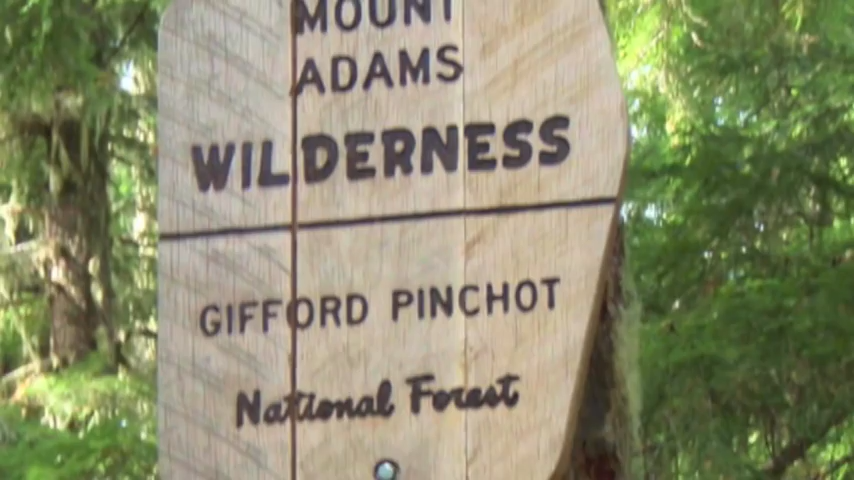 MOUNT
ADAMS
WILDERNESS
GIFFORD PINCHOT
National Forest